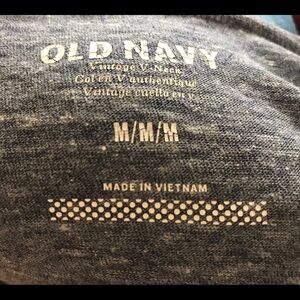 OLD NAVY
Vintage V-Neck
Col en V authentique
Vintage cuello en v
M/M/M
MADE IN VIETNAM